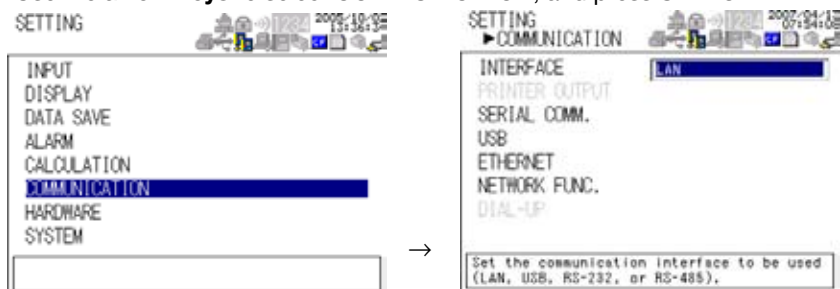 SETTING
INPUT
DISPLAY
DATA SAVE
ALARM
CALCULATION
COMMUNICATION
HARDWARE
SYSTEM
→
SETTING
▶COMMUNICATION
INTERFACE LAN
PRINTER OUTPUT
SERIAL COMM.
USB
ETHERNET
NETWORK FUNC.
DIAL-UP
Set the communication interface to be used
(LAN, USB, RS-232, or RS-485).